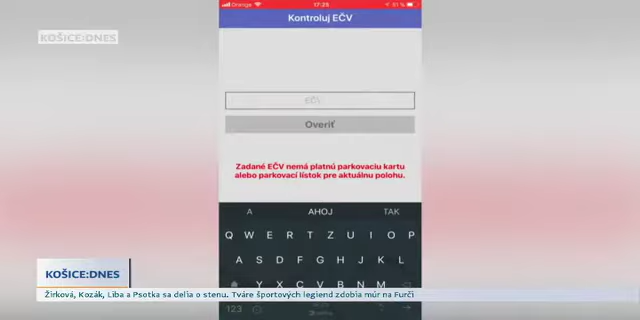 Orange
17:25
61 %
Kontroluj EČV
KOŠICE:DNES
EČV
Overiť
Zadané EČV nemá platnú parkovaciu kartu
alebo parkovací lístok pre aktuálnu polohu.
A AHOJ TAK
Q W E R T Z U I O P
A S D F G H J K L
Y X C V B N M
KOŠICE:DNES
Žirková, Kozák, Liba a Psotka sa delia o stenu. Tváre športových legiend zdobia múr na Furči
123